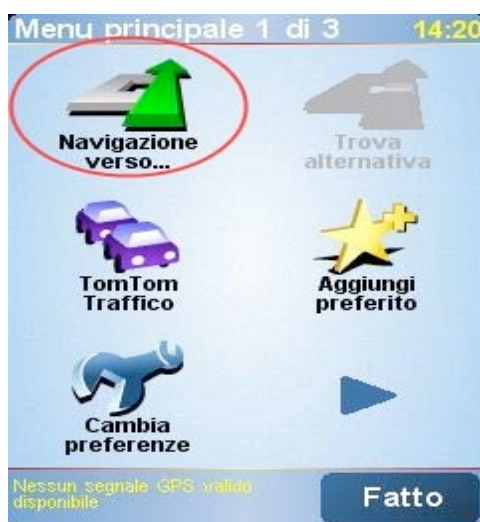 Menu principale 1 di 3 14:20
Navigazione
verso...
Trova
alternativa
TomTom
Traffico
Aggiungi
preferito
Cambia
preferenze
Nessun segnale GPS valido
disponibile
Fatto